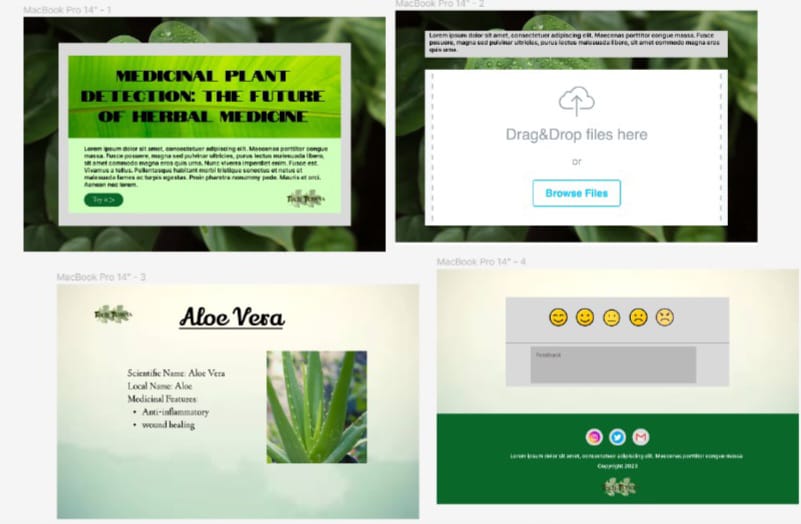 MacBook Pro 14" - 1
MEDICINAL PLANT
DETECTION: THE FUTURE
OF HERBAL MEDICINE
Lorem ipsum dolor sit amet, consectetuer adipiscing elit. Maecenas porttitor congue
massa. Fusce posuere, magna sed pulvinar ultricies, purus lectus malesuada libero,
sit amet commodo magna eros quis urna. Nunc viverra imperdiet enim. Fusce est.
Vivamus a tellus. Pellentesque habitant morbi tristique senectus et netus et
malesuada fames ac turpis egestas. Proin pharetra nonummy pede. Mauris et orci.
Aenean nec lorem.
Try it
MacBook Pro 14" - 2
Lorem ipsum dolor sit amet, consectetuer adipiscing elit. Maecenas porttitor congue massa. Fusce
posuere, magna sed pulvinar ultricies, purus lectus malesuada libero, sit amet commodo magna eros
quis urna.
Drag&Drop files here
or
Browse Files
MacBook Pro 14" - 3
Aloe Vera
Scientific Name: Aloe Vera
Local Name: Aloe
Medicinal Features:
• Anti-inflammatory
• wound healing
MacBook Pro 14" - 4
Feedback
Lorem ipsum dolor sit amet, consectetuer adipiscing elit. Maecenas porttitor congue massa
Copyright 2023